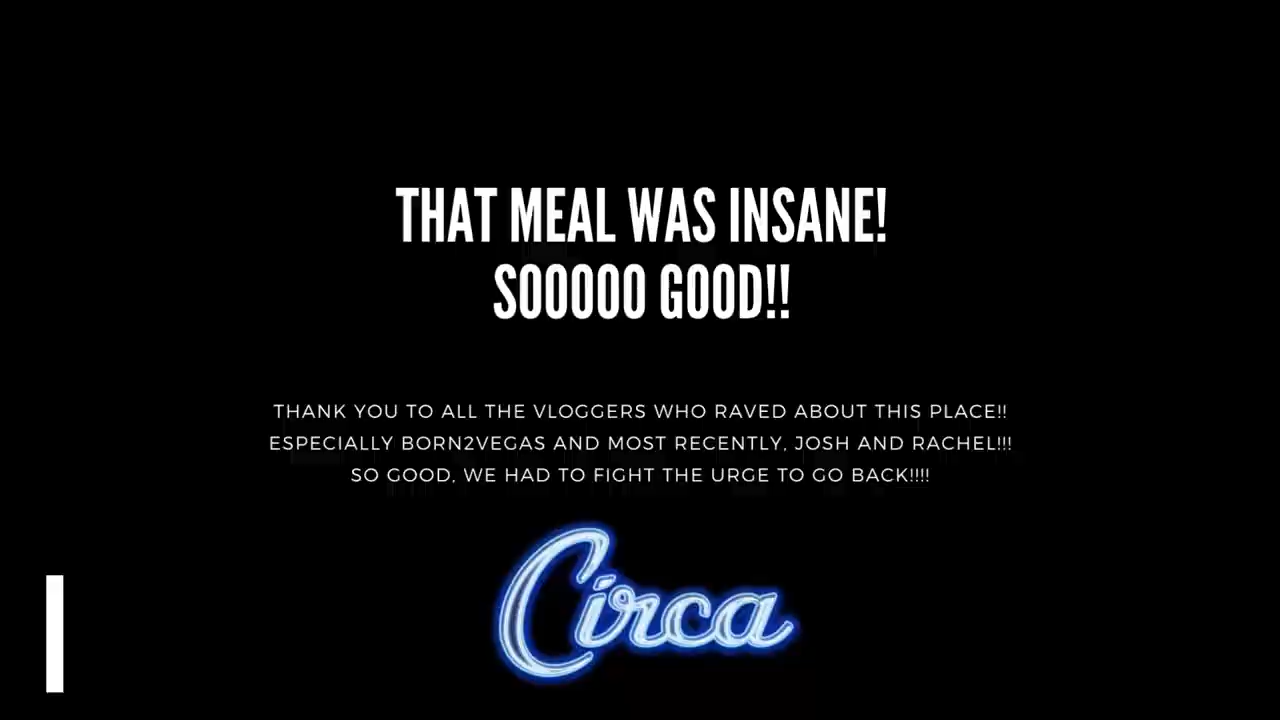 THAT MEAL WAS INSANE!
SOOOOO GOOD!!
THANK YOU TO ALL THE VLOGGERS WHO RAVED ABOUT THIS PLACE!!
ESPECIALLY BORN2VEGAS AND MOST RECENTLY, JOSH AND RACHEL!!!
SO GOOD, WE HAD TO FIGHT THE URGE TO GO BACK!!!!
Circa